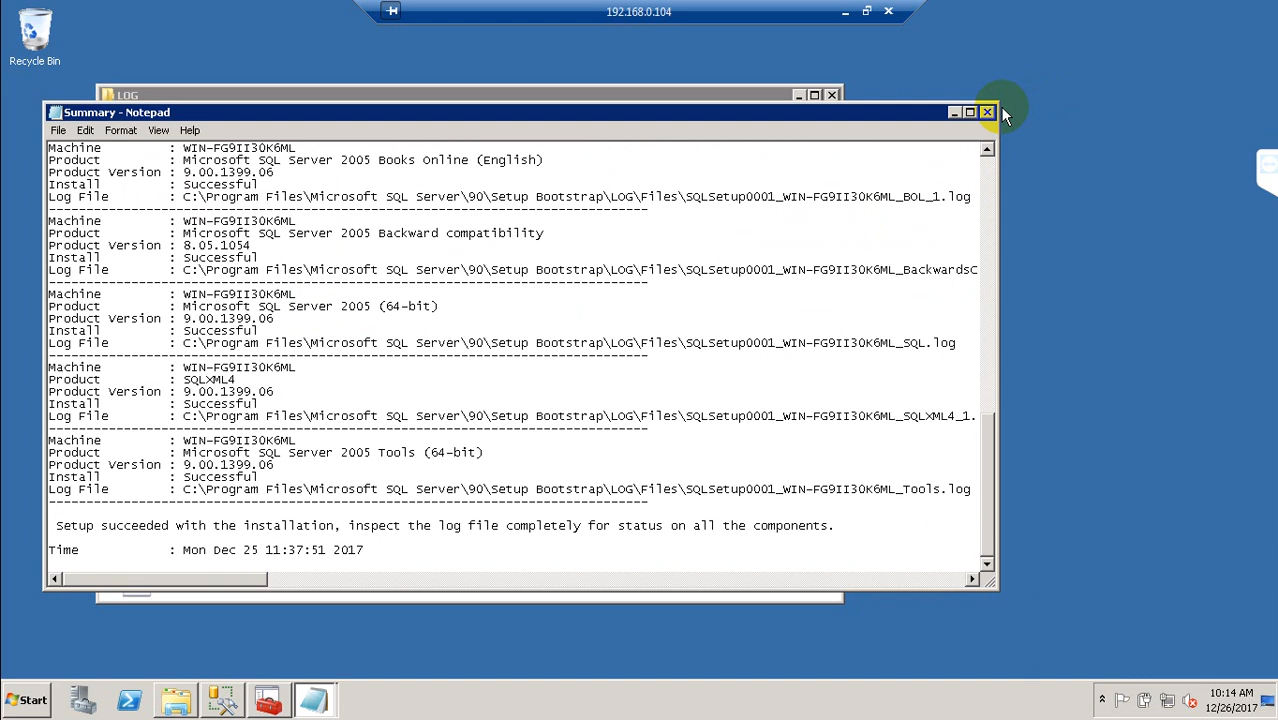 192.168.0.104
Recycle Bin
LOG
Summary - Notepad
File Edit Format View Help
Machine : WIN-FG9II30K6ML
Product : Microsoft SQL Server 2005 Books Online (English)
Product Version : 9.00.1399.06
Install : Successful
Log File : C:\Program Files\Microsoft SQL Server\90\Setup Bootstrap\LOG\Files\SQLSetup0001_WIN-FG9II30K6ML_BOL_1.log
--------------------------------------------------------------------------------
Machine : WIN-FG9II30K6ML
Product : Microsoft SQL Server 2005 Backward compatibility
Product Version : 8.05.1054
Install : Successful
Log File : C:\Program Files\Microsoft SQL Server\90\Setup Bootstrap\LOG\Files\SQLSetup0001_WIN-FG9II30K6ML_BackwardsC
--------------------------------------------------------------------------------
Machine : WIN-FG9II30K6ML
Product : Microsoft SQL Server 2005 (64-bit)
Product Version : 9.00.1399.06
Install : Successful
Log File : C:\Program Files\Microsoft SQL Server\90\Setup Bootstrap\LOG\Files\SQLSetup0001_WIN-FG9II30K6ML_SQL.log
--------------------------------------------------------------------------------
Machine : WIN-FG9II30K6ML
Product : SQLXML4
Product Version : 9.00.1399.06
Install : Successful
Log File : C:\Program Files\Microsoft SQL Server\90\Setup Bootstrap\LOG\Files\SQLSetup0001_WIN-FG9II30K6ML_SQLXML4_1.
--------------------------------------------------------------------------------
Machine : WIN-FG9II30K6ML
Product : Microsoft SQL Server 2005 Tools (64-bit)
Product Version : 9.00.1399.06
Install : Successful
Log File : C:\Program Files\Microsoft SQL Server\90\Setup Bootstrap\LOG\Files\SQLSetup0001_WIN-FG9II30K6ML_Tools.log
--------------------------------------------------------------------------------
Setup succeeded with the installation, inspect the log file completely for status on all the components.
Time : Mon Dec 25 11:37:51 2017
Start
10:14 AM
12/26/2017